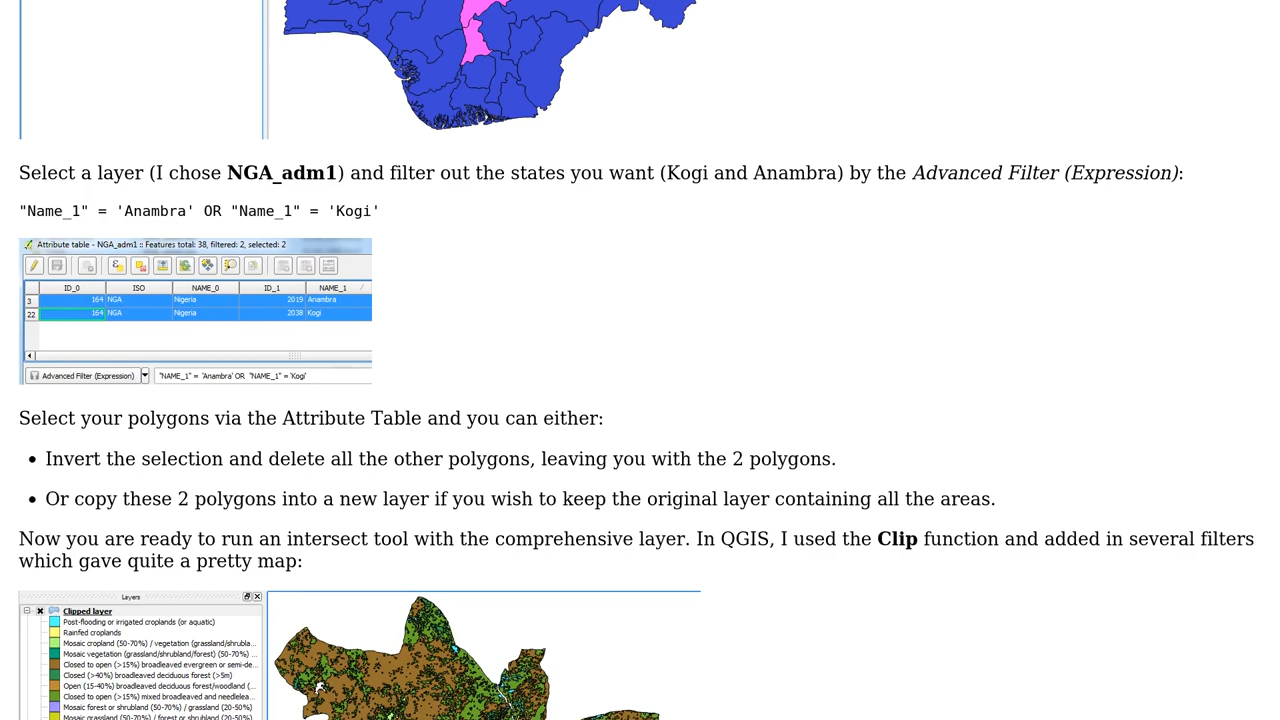 Select a layer (I chose NGA_adm1) and filter out the states you want (Kogi and Anambra) by the Advanced Filter (Expression):
"Name_1" = 'Anambra' OR "Name_1" = 'Kogi'
Attribute table - NGA_adm1 :: Features total: 38, filtered: 2, selected: 2
ID_0 ISO NAME_0 ID_1 NAME_1
3 164 NGA Nigeria 2019 Anambra
22 164 NGA Nigeria 2038 Kogi
Advanced Filter (Expression) "NAME_1" = 'Anambra' OR "NAME_1" = 'Kogi'
Select your polygons via the Attribute Table and you can either:
• Invert the selection and delete all the other polygons, leaving you with the 2 polygons.
• Or copy these 2 polygons into a new layer if you wish to keep the original layer containing all the areas.
Now you are ready to run an intersect tool with the comprehensive layer. In QGIS, I used the Clip function and added in several filters
which gave quite a pretty map:
Layers
Clipped layer
Post-flooding or irrigated croplands (or aquatic)
Rainfed croplands
Mosaic cropland (50-70%) / vegetation (grassland/shrubla...
Mosaic vegetation (grassland/shrubland/forest) (50-70%) ...
Closed to open (>15%) broadleaved evergreen or semi-de...
Closed (>40%) broadleaved deciduous forest (>5m)
Open (15-40%) broadleaved deciduous forest/woodland (...
Closed to open (>15%) mixed broadleaved and needlelea...
Mosaic forest or shrubland (50-70%) / grassland (20-50%)
Mosaic grassland (50-70%) / forest or shrubland (20-50%)